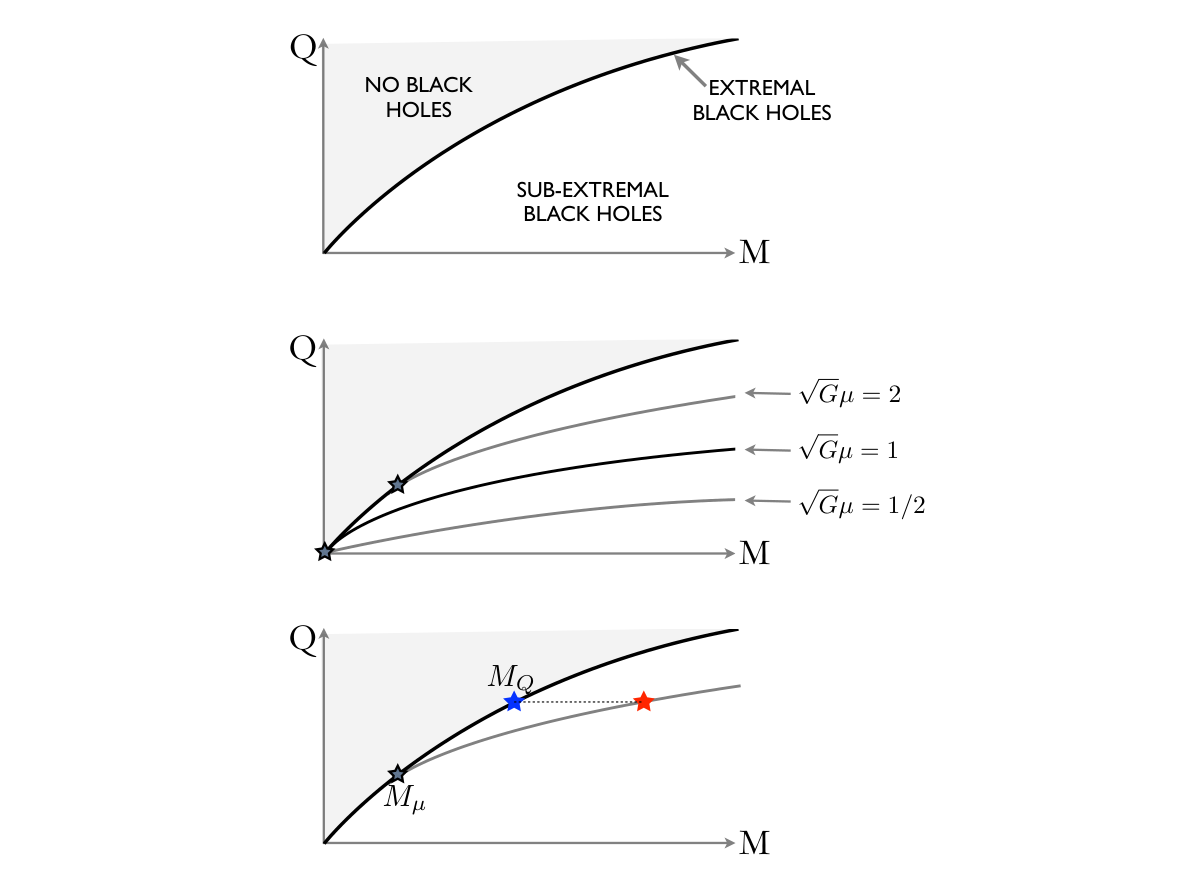 Q
NO BLACK
HOLES
EXTREMAL
BLACK HOLES
SUB-EXTREMAL
BLACK HOLES
M
Q
√Gμ = 2
√Gμ = 1
√Gμ = 1/2
M
Q
M_Q
M_μ
M